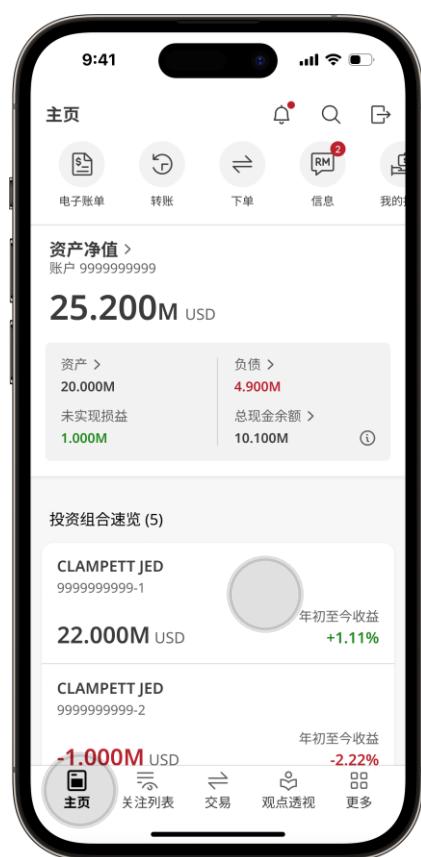 9:41
主页
2
RM
电子账单 转账 下单 信息 我的
资产净值 >
账户 9999999999
25.200M USD
资产 > 负债 >
20.000M 4.900M
未实现损益 总现金余额 >
1.000M 10.100M
投资组合速览 (5)
CLAMPETT JED
9999999999-1
年初至今收益
22.000M USD +1.11%
CLAMPETT JED
9999999999-2
年初至今收益
-1.000M USD -2.22%
主页 关注列表 交易 观点透视 更多